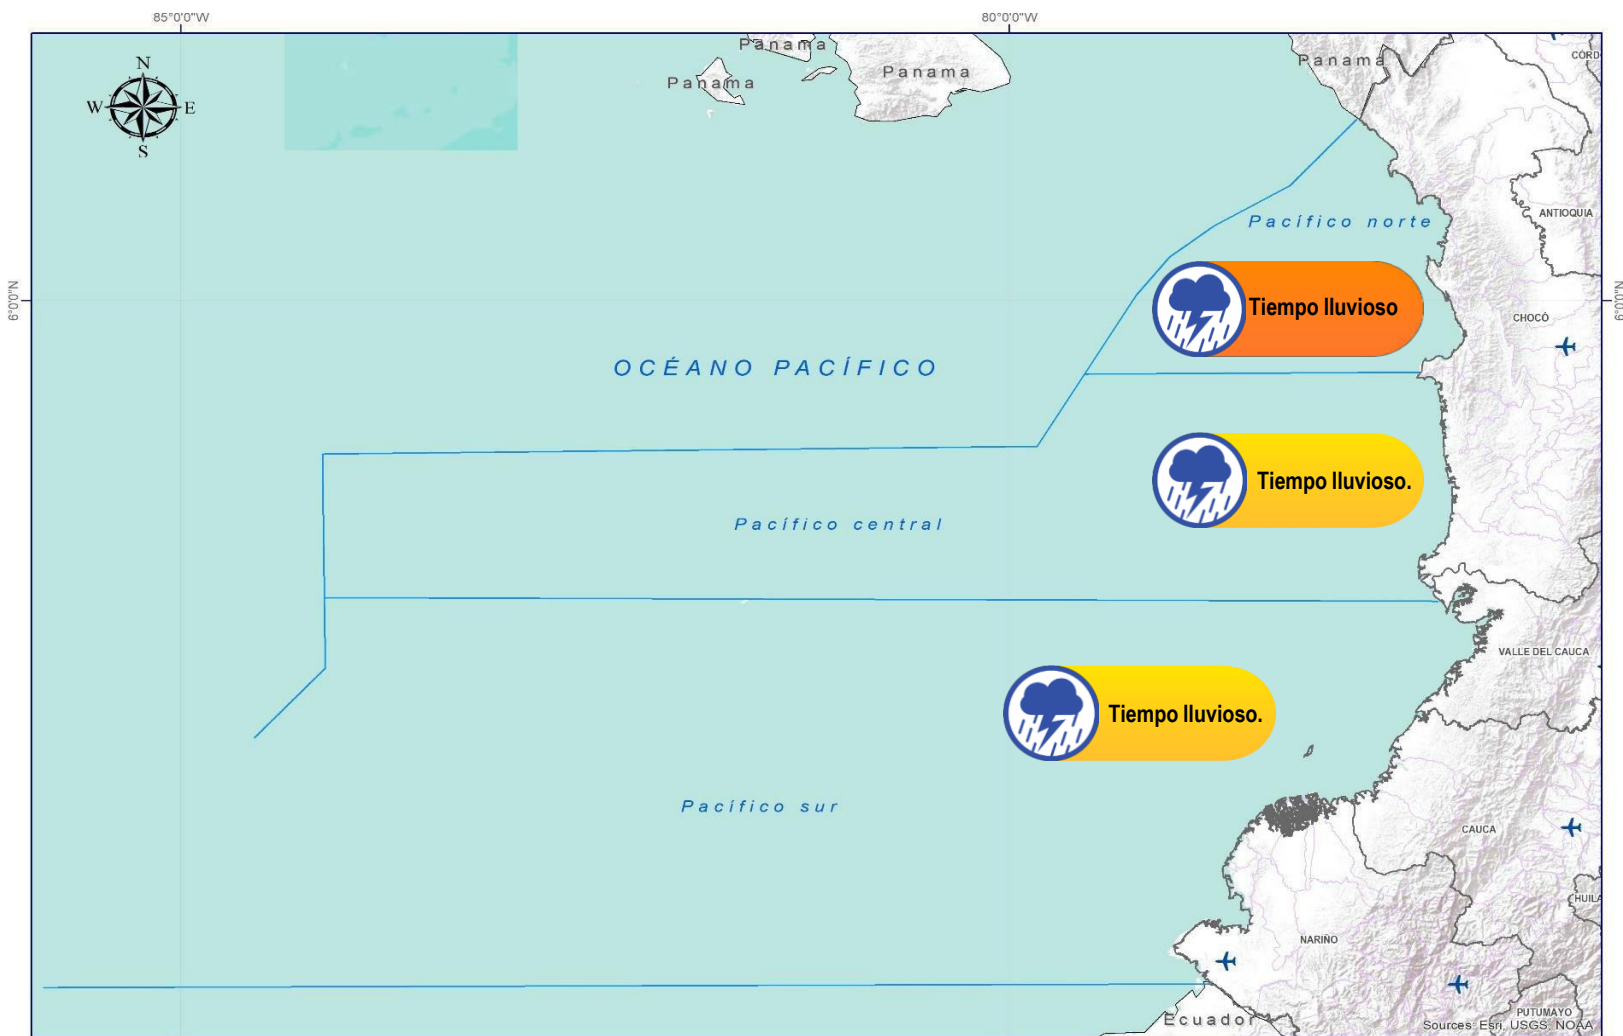 85°0'0"W
80°0'0"W
N
W
E
S
Panama
Panama
Panama
Panama
CÓRD
ANTIOQUIA
Pacífico norte
6°0'0"N
6°0'0"N
Tiempo lluvioso
CHOCÓ
OCÉANO PACÍFICO
Tiempo lluvioso.
Pacífico central
VALLE DEL CAUCA
Tiempo lluvioso.
Pacífico sur
CAUCA
HUILA
NARIÑO
PUTUMAYO
Ecuador
Sources: Esri, USGS, NOAA